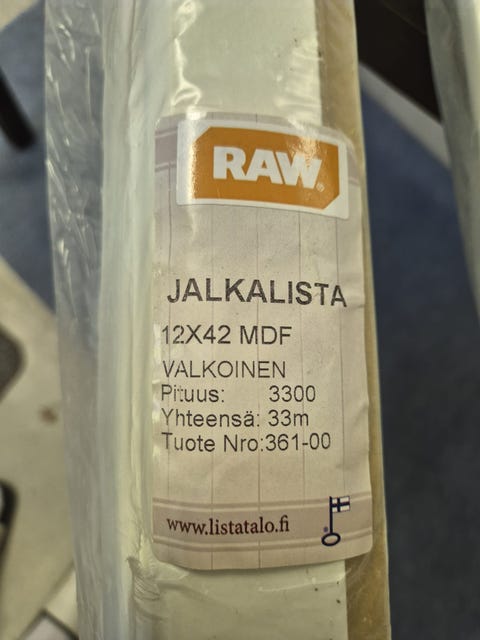 RAW®
JALKALISTA
12X42 MDF
VALKOINEN
Pituus: 3300
Yhteensä: 33m
Tuote Nro:361-00
www.listatalo.fi